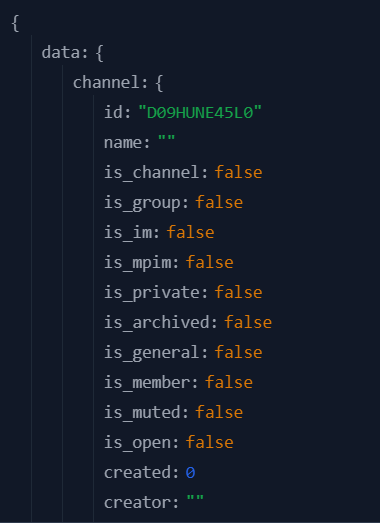 {
data: {
channel: {
id: "D09HUNE45L0"
name: ""
is_channel: false
is_group: false
is_im: false
is_mpim: false
is_private: false
is_archived: false
is_general: false
is_member: false
is_muted: false
is_open: false
created: 0
creator: ""